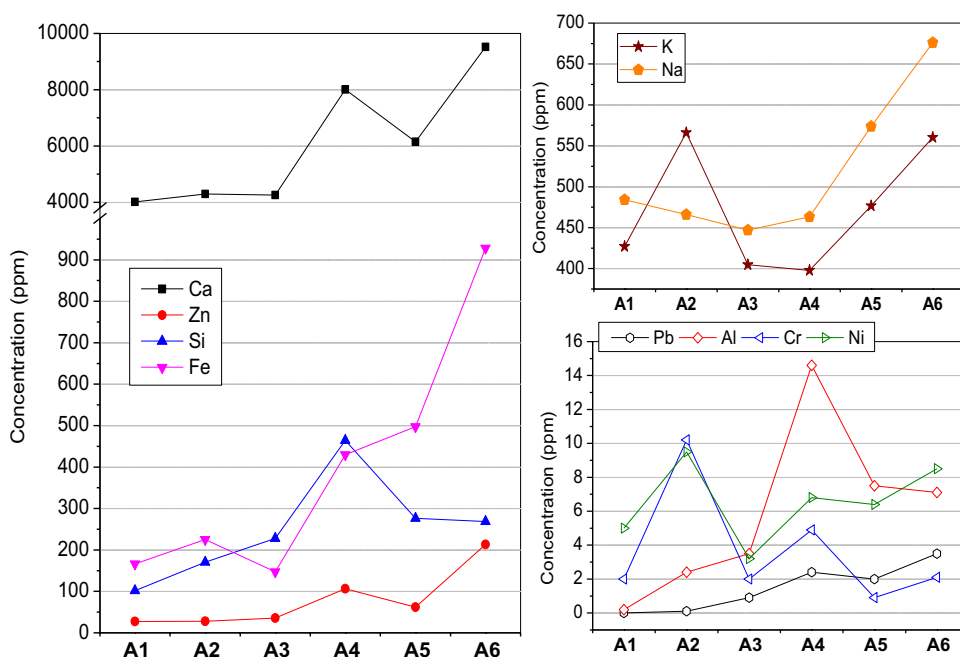 Concentration (ppm)
10000
8000
6000
4000
900
800
700
600
500
400
300
200
100
0
Ca
Zn
Si
Fe
A1 A2 A3 A4 A5 A6
Concentration (ppm)
700
650
600
550
500
450
400
K
Na
A1 A2 A3 A4 A5 A6
Pb Al Cr Ni
Concentration (ppm)
16
14
12
10
8
6
4
2
0
A1 A2 A3 A4 A5 A6